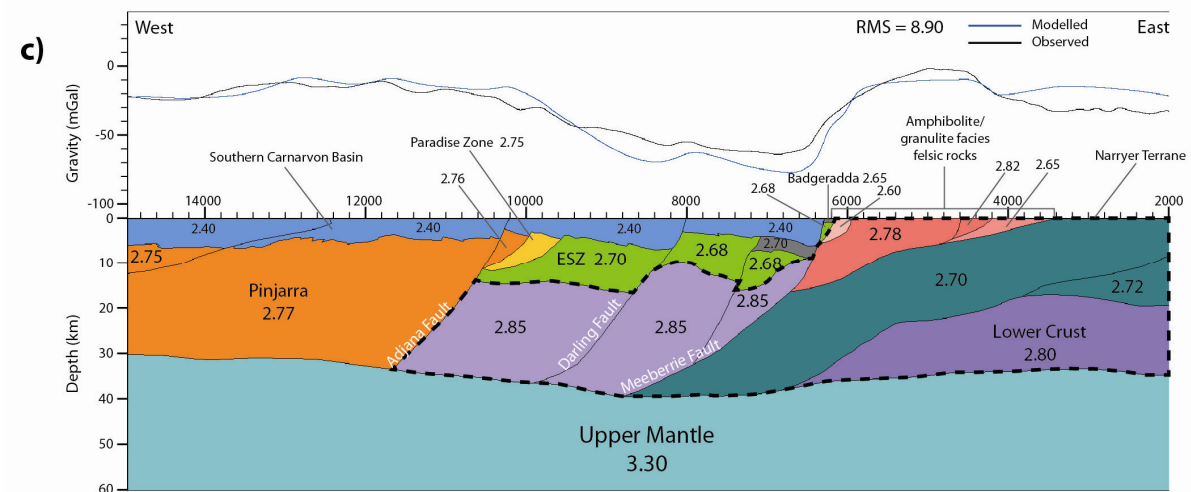 c)
West
RMS = 8.90
Modelled
Observed
East
Gravity (mGal)
0
-50
-100
Southern Carnarvon Basin
Paradise Zone 2.75
2.76
Amphibolite/
granulite facies
felsic rocks
Badgeradda 2.65
2.68
2.60
2.82
2.65
Narryer Terrane
14000
12000
10000
8000
6000
4000
2000
Depth (km)
0
10
20
30
40
50
60
2.40
2.40
2.40
2.40
2.75
Pinjarra
2.77
ESZ 2.70
2.68
2.70
2.68
2.78
2.85
2.85
2.85
2.70
2.72
Adjana Fault
Darling Fault
Meeberrie Fault
Lower Crust
2.80
Upper Mantle
3.30